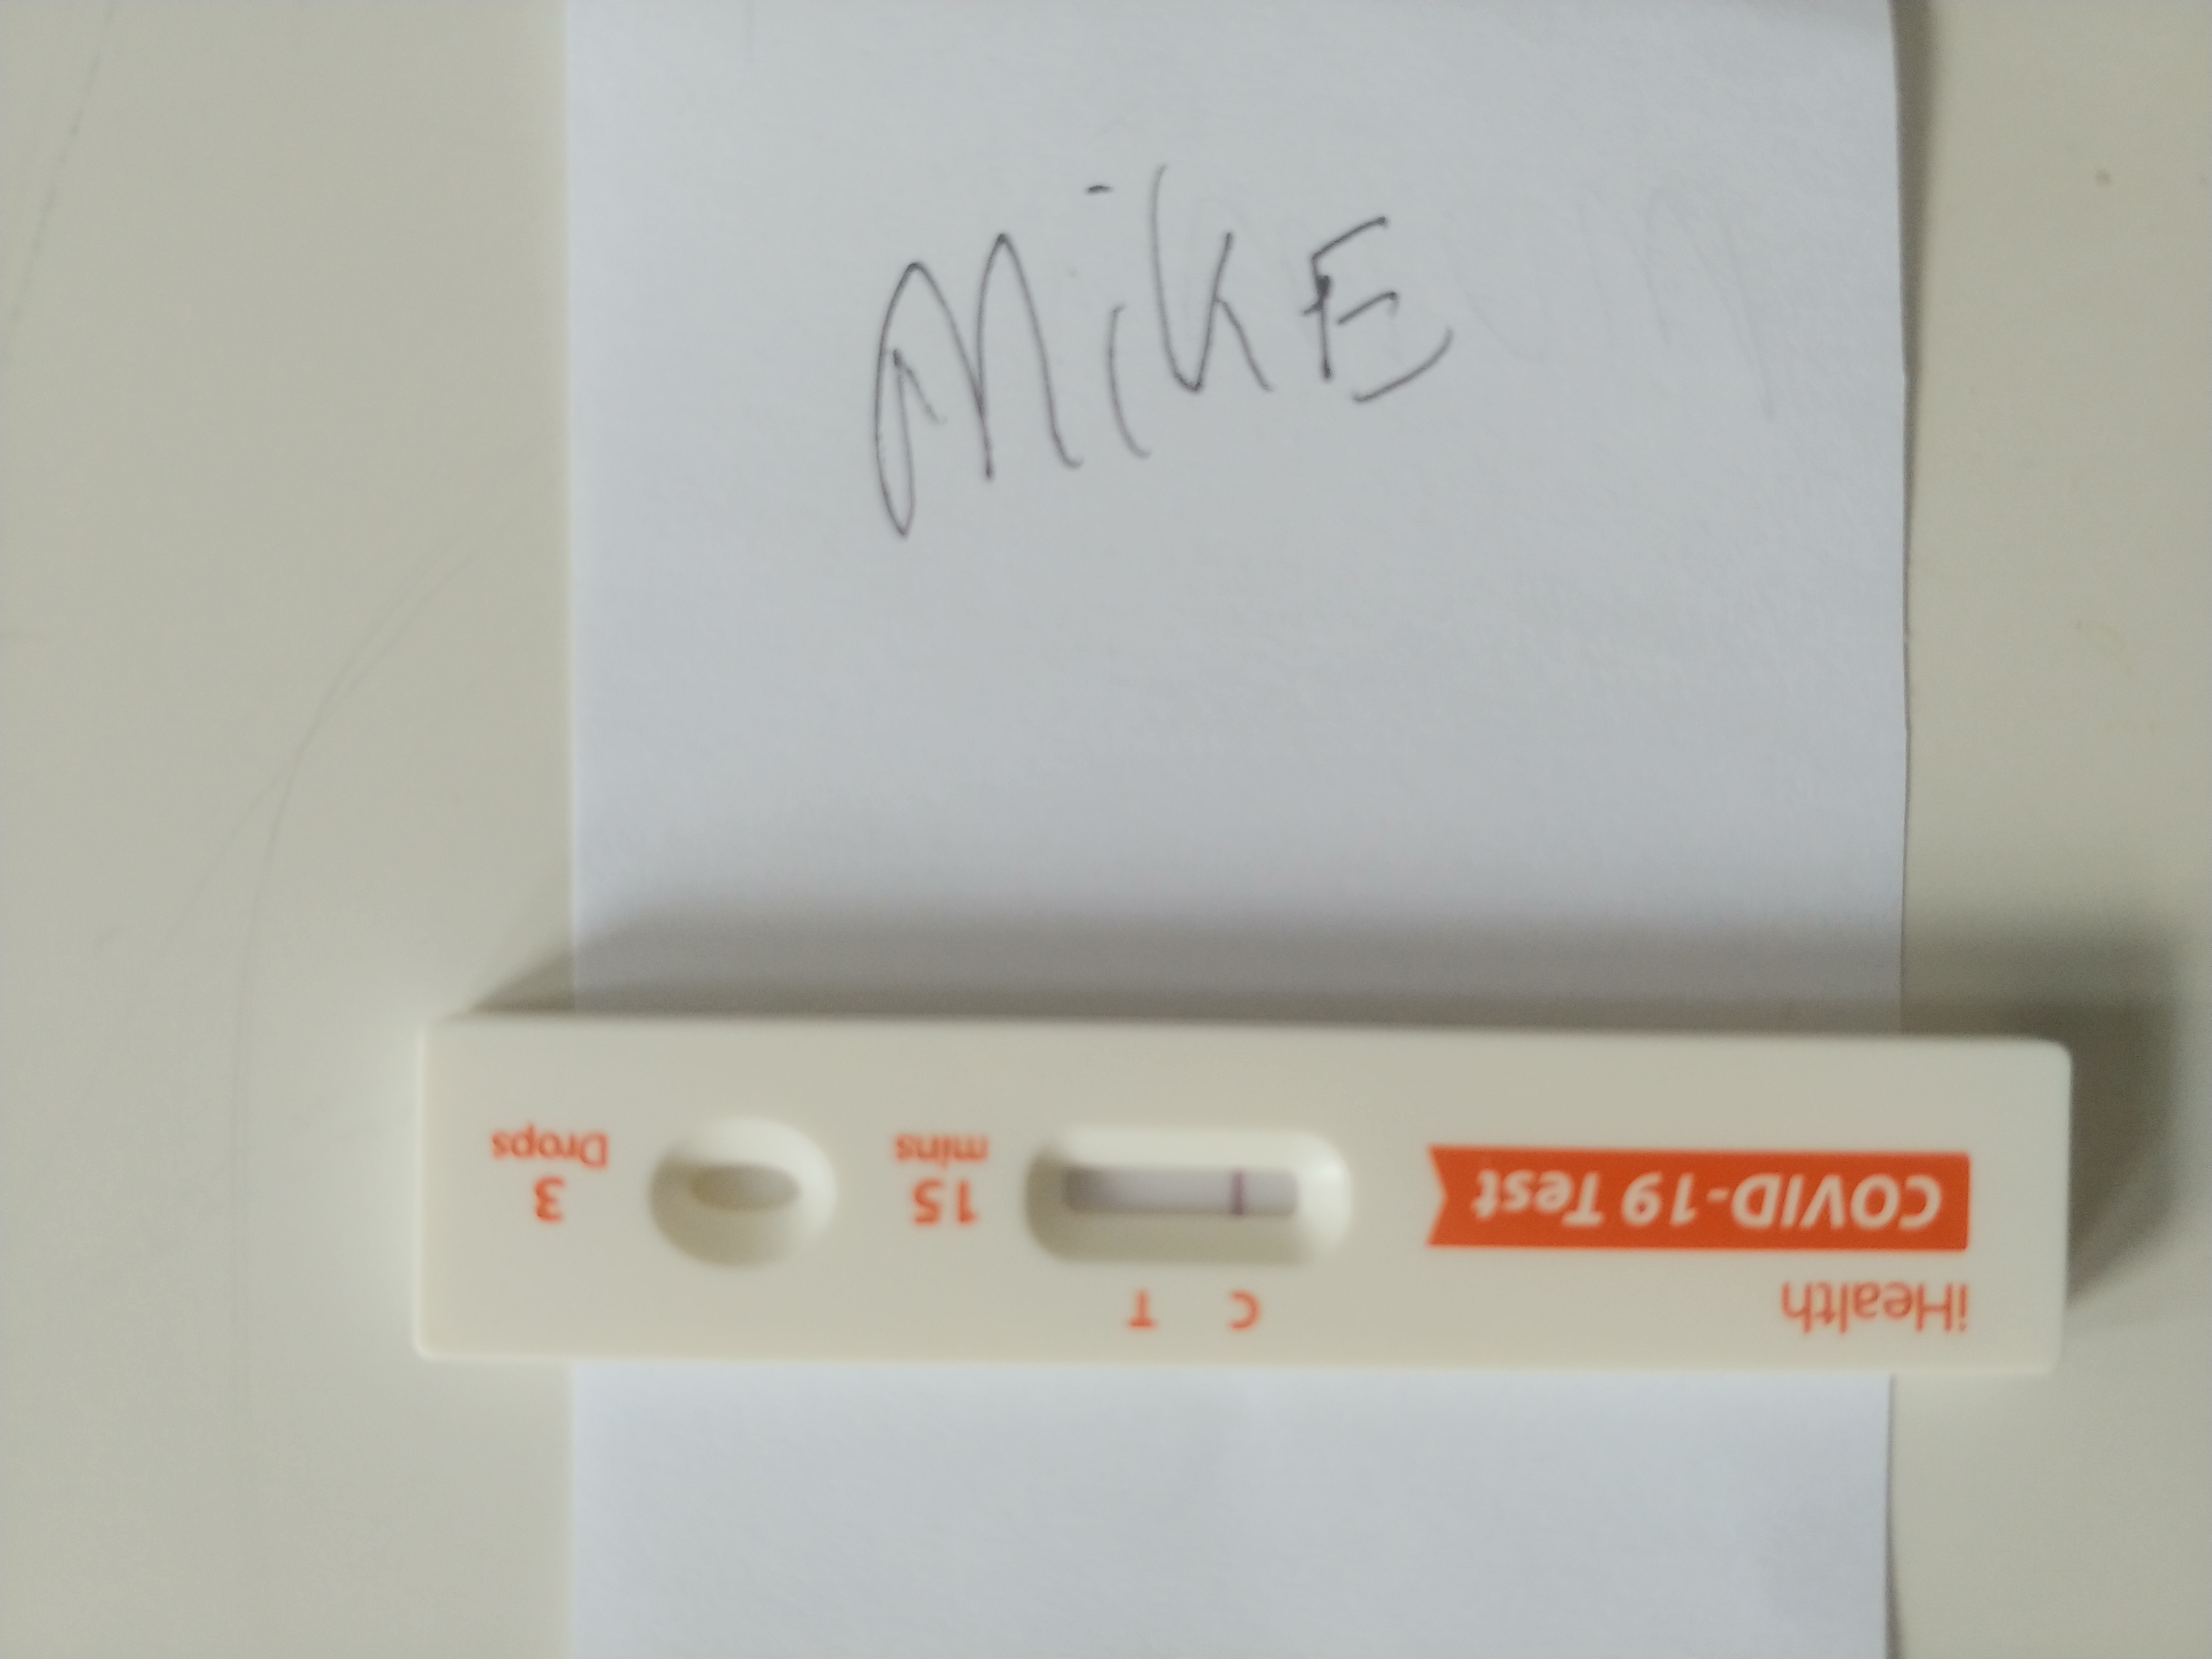 MiKE
iHealth
COVID-19 Test
C T
15
mins
3
Drops